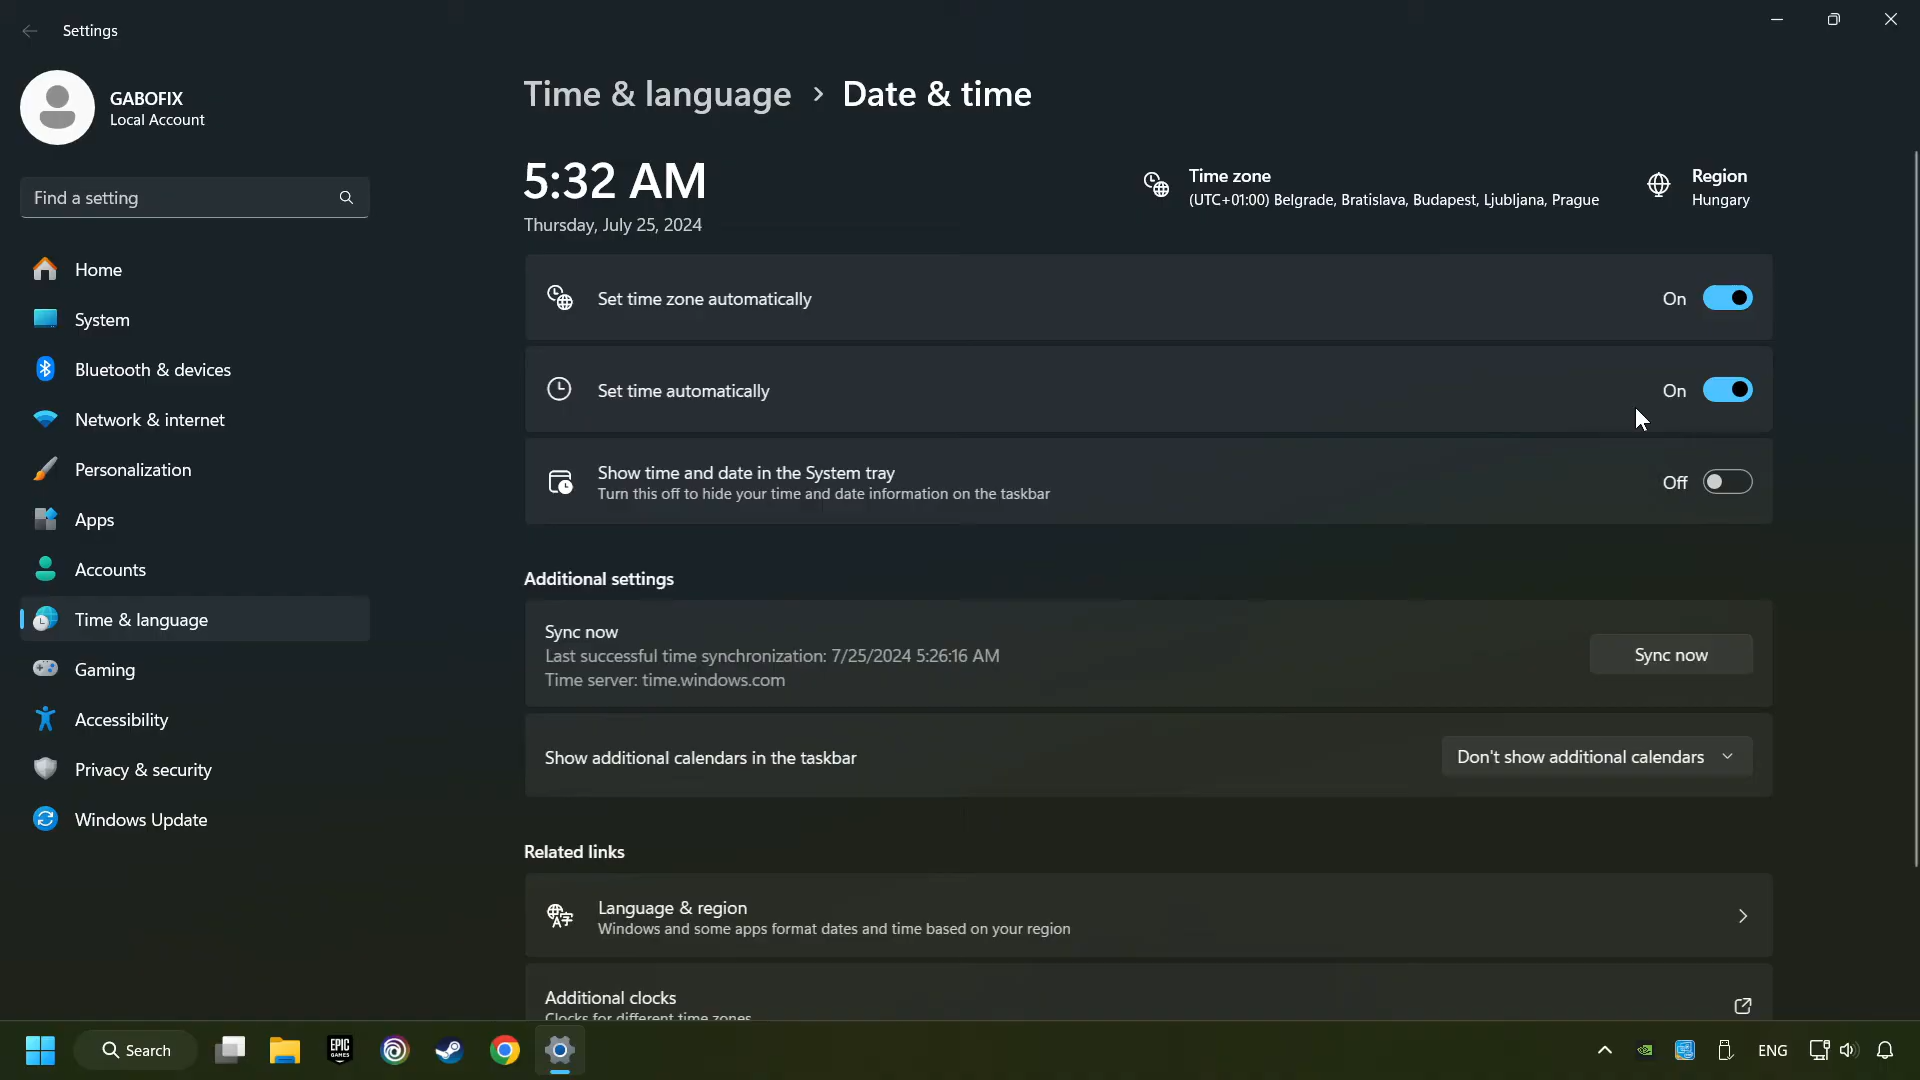 Settings
GABOFIX
Local Account
Find a setting
Home
System
Bluetooth & devices
Network & internet
Personalization
Apps
Accounts
Time & language
Gaming
Accessibility
Privacy & security
Windows Update
Time & language > Date & time
5:32 AM
Thursday, July 25, 2024
Time zone
(UTC+01:00) Belgrade, Bratislava, Budapest, Ljubljana, Prague
Region
Hungary
Set time zone automatically On
Set time automatically On
Show time and date in the System tray Off
Turn this off to hide your time and date information on the taskbar
Additional settings
Sync now
Last successful time synchronization: 7/25/2024 5:26:16 AM
Time server: time.windows.com
Sync now
Show additional calendars in the taskbar Don't show additional calendars
Related links
Language & region
Windows and some apps format dates and time based on your region
Additional clocks
Clocks for different time zones
Search EPIC GAMES ENG